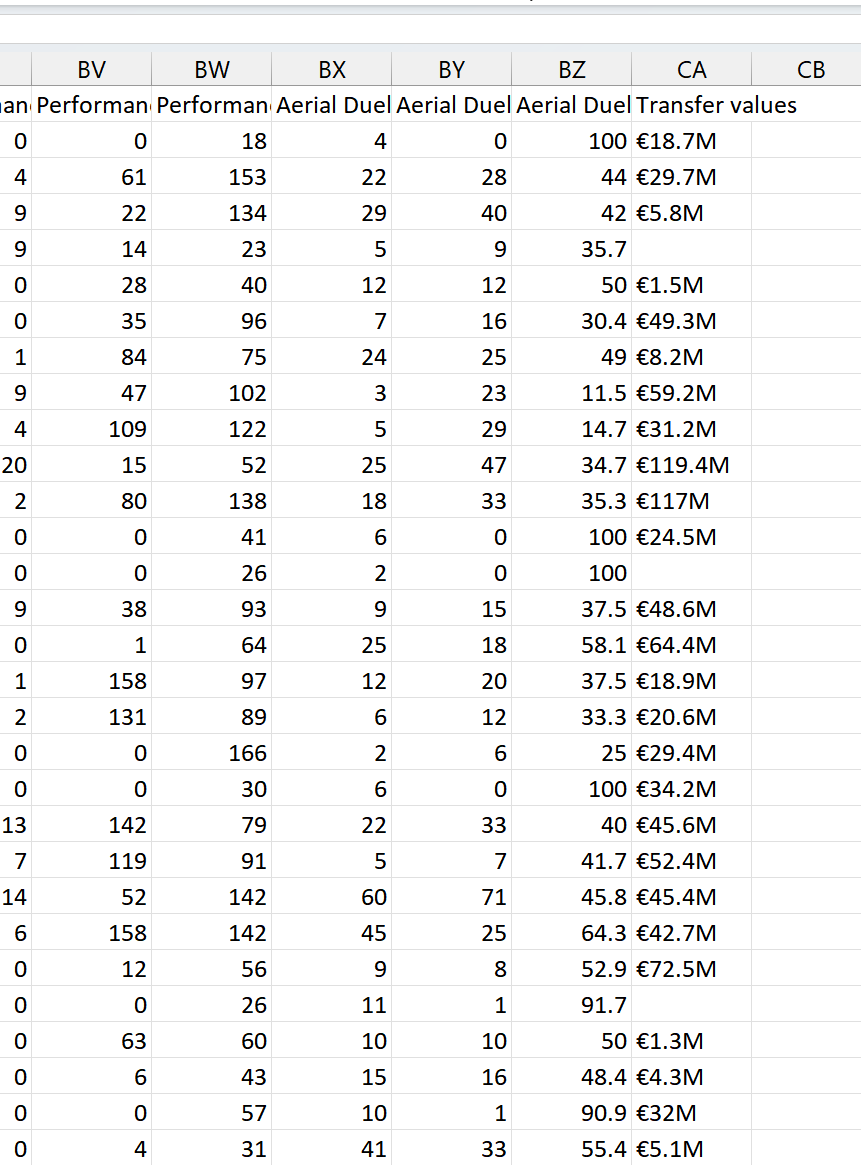 BV BW BX BY BZ CA CB
Performan Performan Aerial Duel Aerial Duel Aerial Duel Transfer values
0 0 18 4 0 100 €18.7M
4 61 153 22 28 44 €29.7M
9 22 134 29 40 42 €5.8M
9 14 23 5 9 35.7
0 28 40 12 12 50 €1.5M
0 35 96 7 16 30.4 €49.3M
1 84 75 24 25 49 €8.2M
9 47 102 3 23 11.5 €59.2M
4 109 122 5 29 14.7 €31.2M
20 15 52 25 47 34.7 €119.4M
2 80 138 18 33 35.3 €117M
0 0 41 6 0 100 €24.5M
0 0 26 2 0 100
9 38 93 9 15 37.5 €48.6M
0 1 64 25 18 58.1 €64.4M
1 158 97 12 20 37.5 €18.9M
2 131 89 6 12 33.3 €20.6M
0 0 166 2 6 25 €29.4M
0 0 30 6 0 100 €34.2M
13 142 79 22 33 40 €45.6M
7 119 91 5 7 41.7 €52.4M
14 52 142 60 71 45.8 €45.4M
6 158 142 45 25 64.3 €42.7M
0 12 56 9 8 52.9 €72.5M
0 0 26 11 1 91.7
0 63 60 10 10 50 €1.3M
0 6 43 15 16 48.4 €4.3M
0 0 57 10 1 90.9 €32M
0 4 31 41 33 55.4 €5.1M